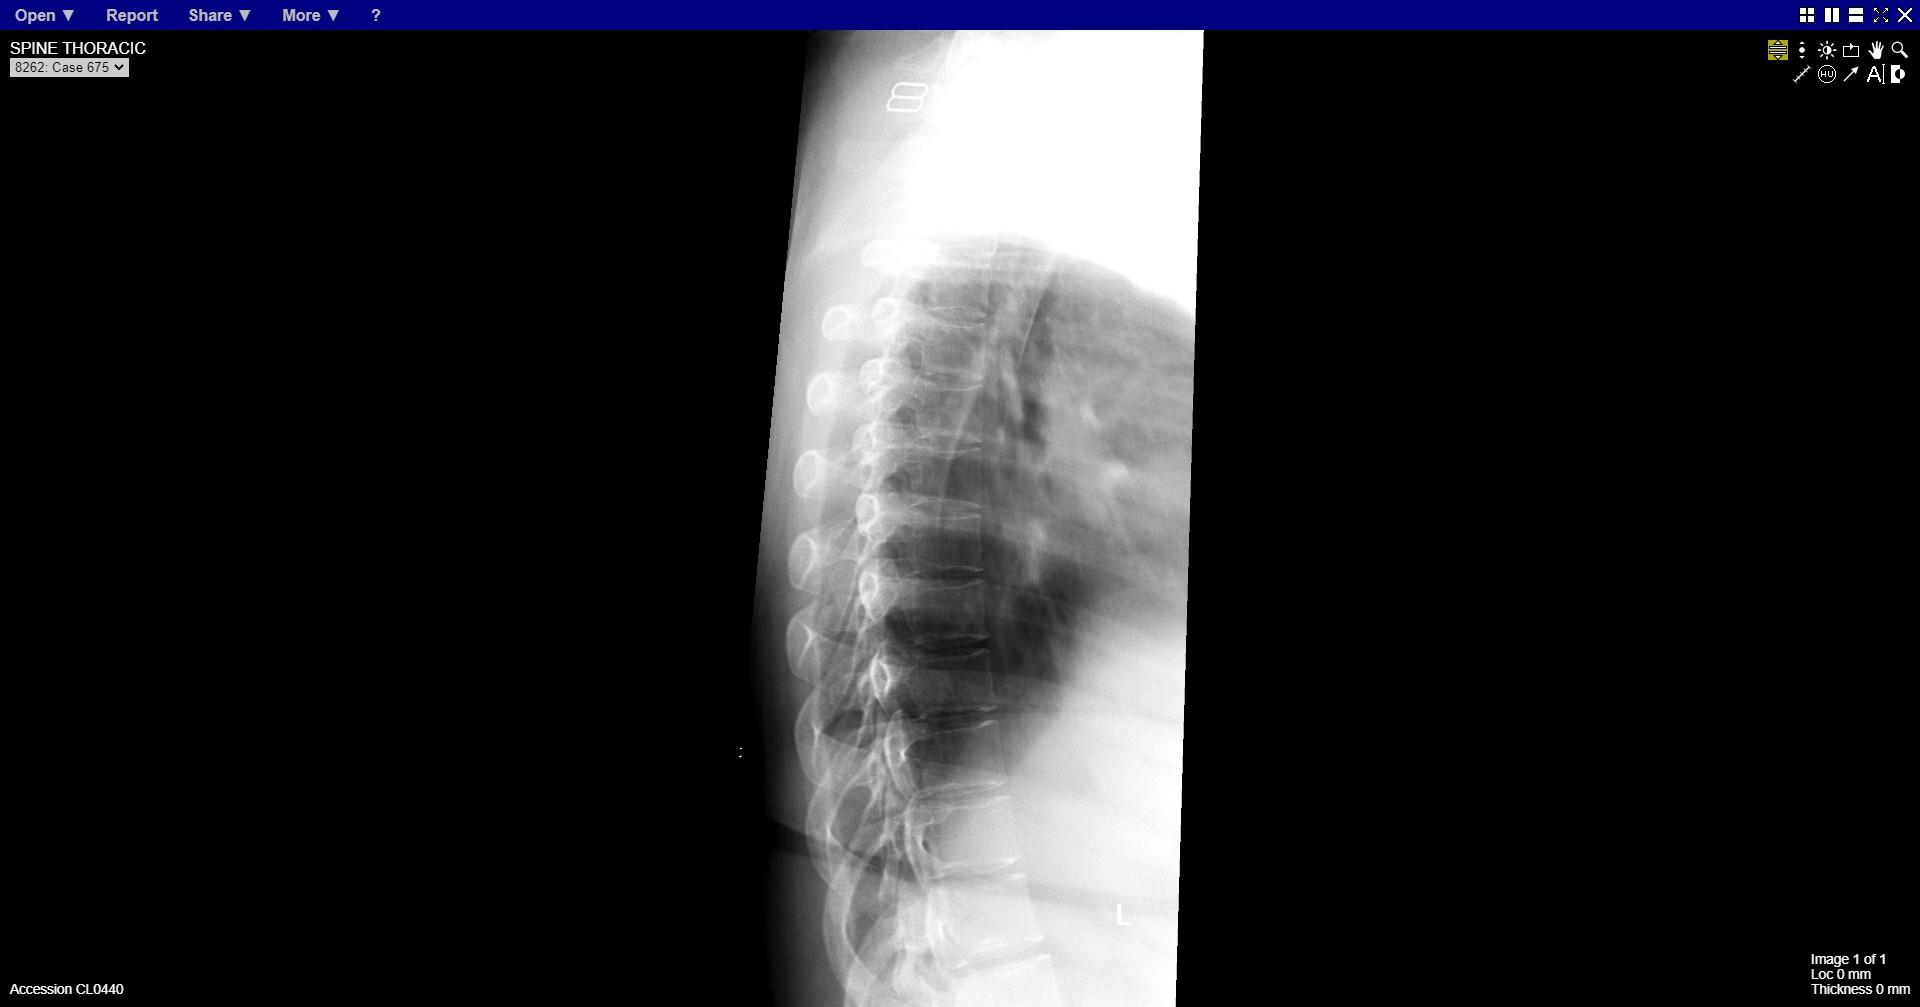 Open ▼ Report Share ▼ More ▼ ?
SPINE THORACIC
8262: Case 675
HU
A
L
Image 1 of 1
Loc 0 mm
Thickness 0 mm
Accession CL0440